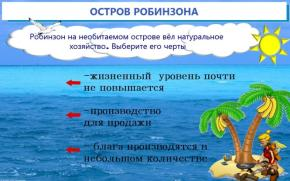 ОСТРОВ РОБИНЗОНА
Робинзон на необитаемом острове вёл натуральное
хозяйство. Выберите его черты
-жизненный уровень почти
не повышается
-производство
для продажи
- блага производятся в
небольшом количестве